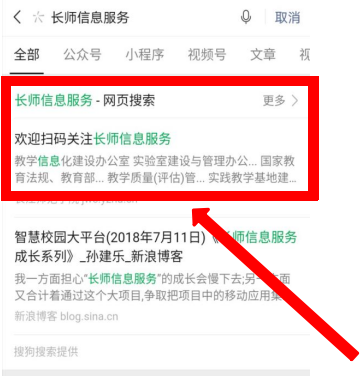 长师信息服务 取消
全部 公众号 小程序 视频号 文章
长师信息服务 - 网页搜索 更多
欢迎扫码关注长师信息服务
教学信息化建设办公室 实验室建设与管理办公... 国家教
育法规、教育部... 教学质量(评估)管... 实践教学基地建...
智慧校园大平台(2018年7月11日)《长师信息服务
成长系列》_孙建乐_新浪博客
我一方面担心“长师信息服务”的成长会慢下去;另一方面
又合计着通过这个大项目,争取把项目中的移动应用集
新浪博客 blog.sina.cn
搜狗搜索提供